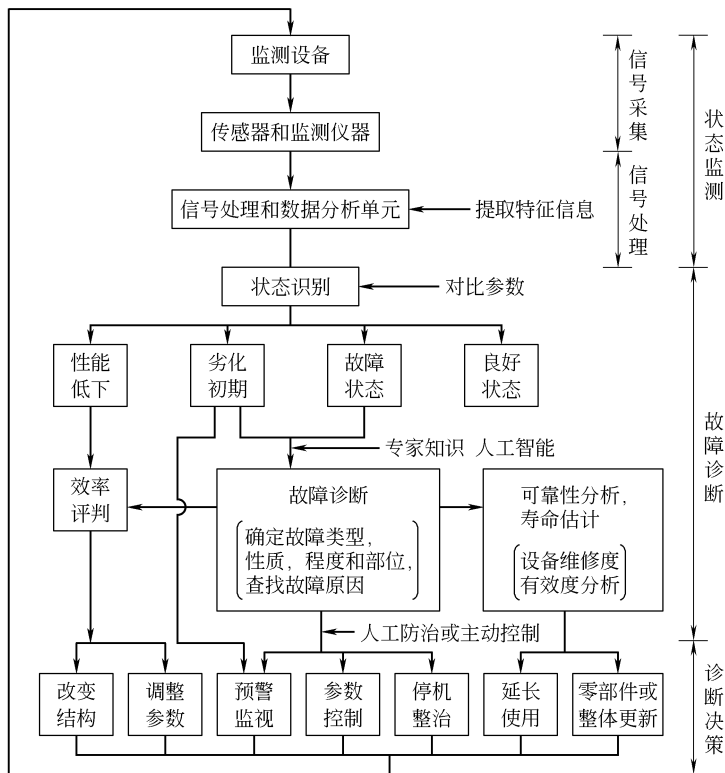 监测设备
信号采集
状态监测
传感器和监测仪器
信号处理
信号处理和数据分析单元
提取特征信息
状态识别
对比参数
性能
低下
劣化
初期
故障
状态
良好
状态
故障诊断
专家知识 人工智能
效率
评判
故障诊断
确定故障类型，
性质，程度和部位，
查找故障原因
可靠性分析，
寿命估计
设备维修度
有效度分析
人工防治或主动控制
诊断决策
改变
结构
调整
参数
预警
监视
参数
控制
停机
整治
延长
使用
零部件或
整体更新